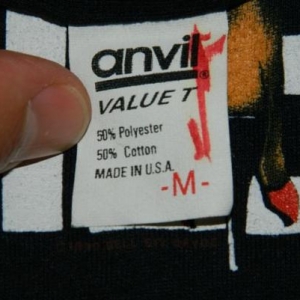 anvil®
VALUE T
50% Polyester
50% Cotton
MADE IN U.S.A.
-M-